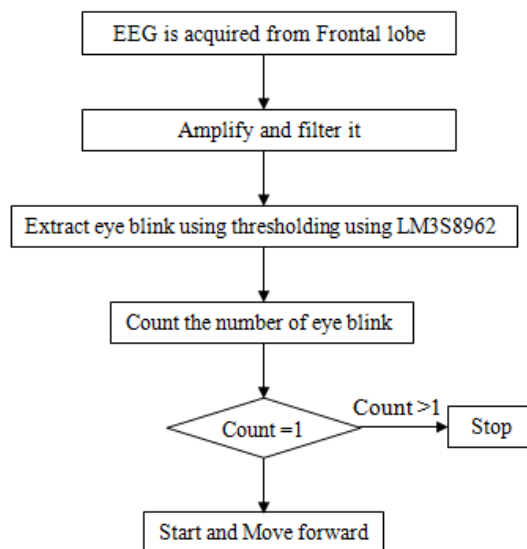 EEG is acquired from Frontal lobe
Amplify and filter it
Extract eye blink using thresholding using LM3S8962
Count the number of eye blink
Count >1
Count =1
Stop
Start and Move forward